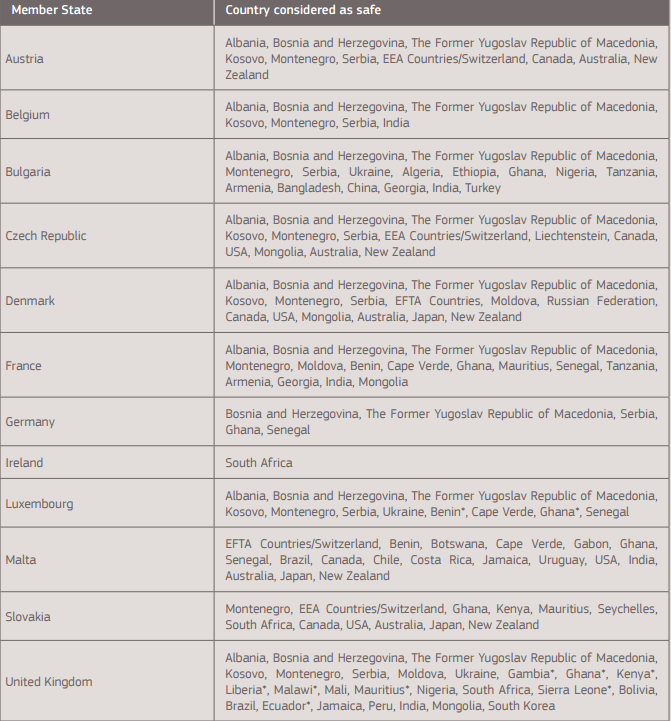 Member State Country considered as safe
Austria
Albania, Bosnia and Herzegovina, The Former Yugoslav Republic of Macedonia,
Kosovo, Montenegro, Serbia, EEA Countries/Switzerland, Canada, Australia, New
Zealand
Belgium
Albania, Bosnia and Herzegovina, The Former Yugoslav Republic of Macedonia,
Kosovo, Montenegro, Serbia, India
Bulgaria
Albania, Bosnia and Herzegovina, The Former Yugoslav Republic of Macedonia,
Montenegro, Serbia, Ukraine, Algeria, Ethiopia, Ghana, Nigeria, Tanzania,
Armenia, Bangladesh, China, Georgia, India, Turkey
Czech Republic
Albania, Bosnia and Herzegovina, The Former Yugoslav Republic of Macedonia,
Kosovo, Montenegro, Serbia, EEA Countries/Switzerland, Liechtenstein, Canada,
USA, Mongolia, Australia, New Zealand
Denmark
Albania, Bosnia and Herzegovina, The Former Yugoslav Republic of Macedonia,
Kosovo, Montenegro, Serbia, EFTA Countries, Moldova, Russian Federation,
Canada, USA, Mongolia, Australia, Japan, New Zealand
France
Albania, Bosnia and Herzegovina, The Former Yugoslav Republic of Macedonia,
Montenegro, Moldova, Benin, Cape Verde, Ghana, Mauritius, Senegal, Tanzania,
Armenia, Georgia, India, Mongolia
Germany
Bosnia and Herzegovina, The Former Yugoslav Republic of Macedonia, Serbia,
Ghana, Senegal
Ireland
South Africa
Luxembourg
Albania, Bosnia and Herzegovina, The Former Yugoslav Republic of Macedonia,
Kosovo, Montenegro, Serbia, Ukraine, Benin*, Cape Verde, Ghana*, Senegal
Malta
EFTA Countries/Switzerland, Benin, Botswana, Cape Verde, Gabon, Ghana,
Senegal, Brazil, Canada, Chile, Costa Rica, Jamaica, Uruguay, USA, India,
Australia, Japan, New Zealand
Slovakia
Montenegro, EEA Countries/Switzerland, Ghana, Kenya, Mauritius, Seychelles,
South Africa, Canada, USA, Australia, Japan, New Zealand
United Kingdom
Albania, Bosnia and Herzegovina, The Former Yugoslav Republic of Macedonia,
Kosovo, Montenegro, Serbia, Moldova, Ukraine, Gambia*, Ghana*, Kenya*,
Liberia*, Malawi*, Mali, Mauritius*, Nigeria, South Africa, Sierra Leone*, Bolivia,
Brazil, Ecuador*, Jamaica, Peru, India, Mongolia, South Korea